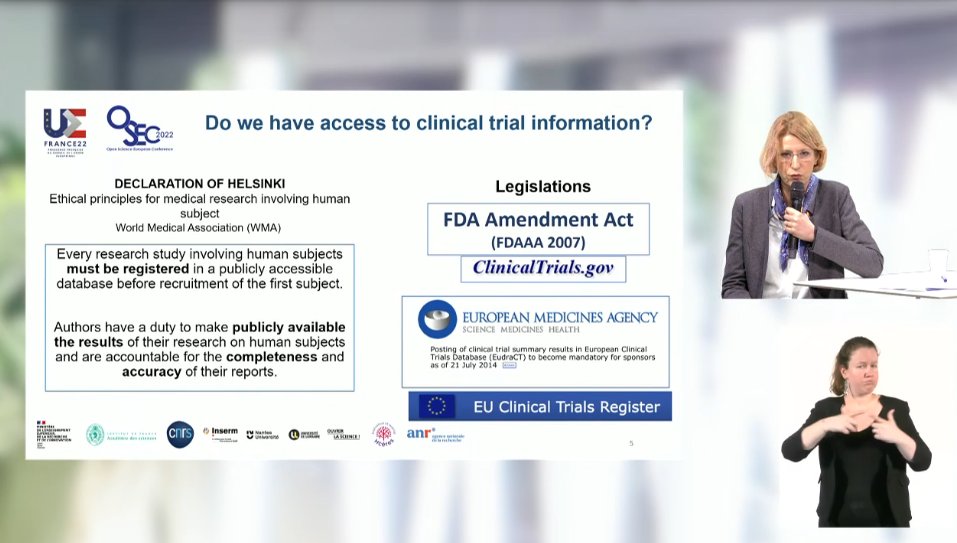 UE
FRANCE22
OSEC 2022
Open Science European Conference
Do we have access to clinical trial information?
DECLARATION OF HELSINKI
Ethical principles for medical research involving human
subject
World Medical Association (WMA)
Every research study involving human subjects
must be registered in a publicly accessible
database before recruitment of the first subject.
Authors have a duty to make publicly available
the results of their research on human subjects
and are accountable for the completeness and
accuracy of their reports.
Legislations
FDA Amendment Act
(FDAAA 2007)
ClinicalTrials.gov
EUROPEAN MEDICINES AGENCY
SCIENCE MEDICINES HEALTH
Posting of clinical trial summary results in European Clinical
Trials Database (EudraCT) to become mandatory for sponsors
as of 21 July 2014
EU Clinical Trials Register
cnrs
Inserm
OUVRIR
LA SCIENCE !
anr
5